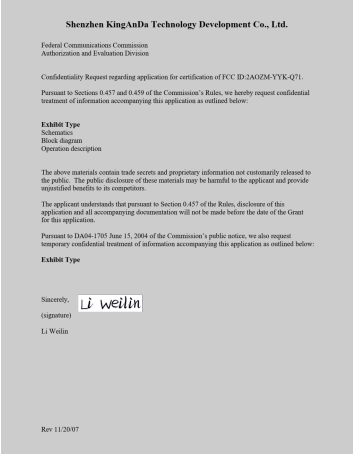 Shenzhen KingAnDa Technology Development Co., Ltd.
Federal Communications Commission
Authorization and Evaluation Division
Confidentiality Request regarding application for certification of FCC ID:2AOZM-YYK-Q71.
Pursuant to Sections 0.457 and 0.459 of the Commission's Rules, we hereby request confidential
treatment of information accompanying this application as outlined below:
Exhibit Type
Schematics
Block diagram
Operation description
The above materials contain trade secrets and proprietary information not customarily released to
the public. The public disclosure of these materials may be harmful to the applicant and provide
unjustified benefits to its competitors.
The applicant understands that pursuant to Section 0.457 of the Rules, disclosure of this
application and all accompanying documentation will not be made before the date of the Grant
for this application.
Pursuant to DA04-1705 June 15, 2004 of the Commission's public notice, we also request
temporary confidential treatment of information accompanying this application as outlined below:
Exhibit Type
Sincerely, Li Weilin
(signature)
Li Weilin
Rev 11/20/07